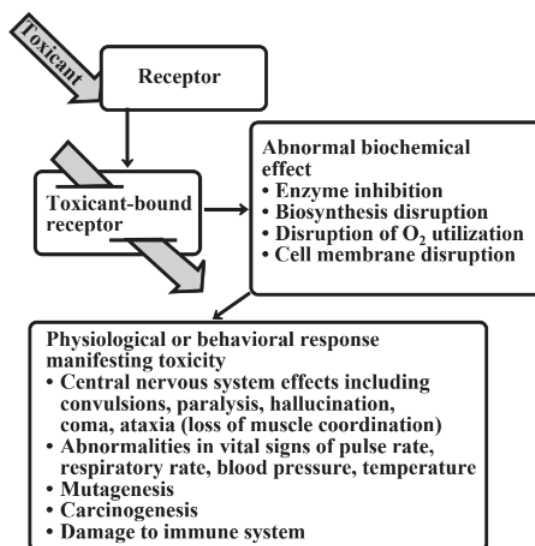 Toxicant
Receptor
Toxicant-bound
receptor
Abnormal biochemical
effect
• Enzyme inhibition
• Biosynthesis disruption
• Disruption of O₂ utilization
• Cell membrane disruption
Physiological or behavioral response
manifesting toxicity
• Central nervous system effects including
convulsions, paralysis, hallucination,
coma, ataxia (loss of muscle coordination)
• Abnormalities in vital signs of pulse rate,
respiratory rate, blood pressure, temperature
• Mutagenesis
• Carcinogenesis
• Damage to immune system